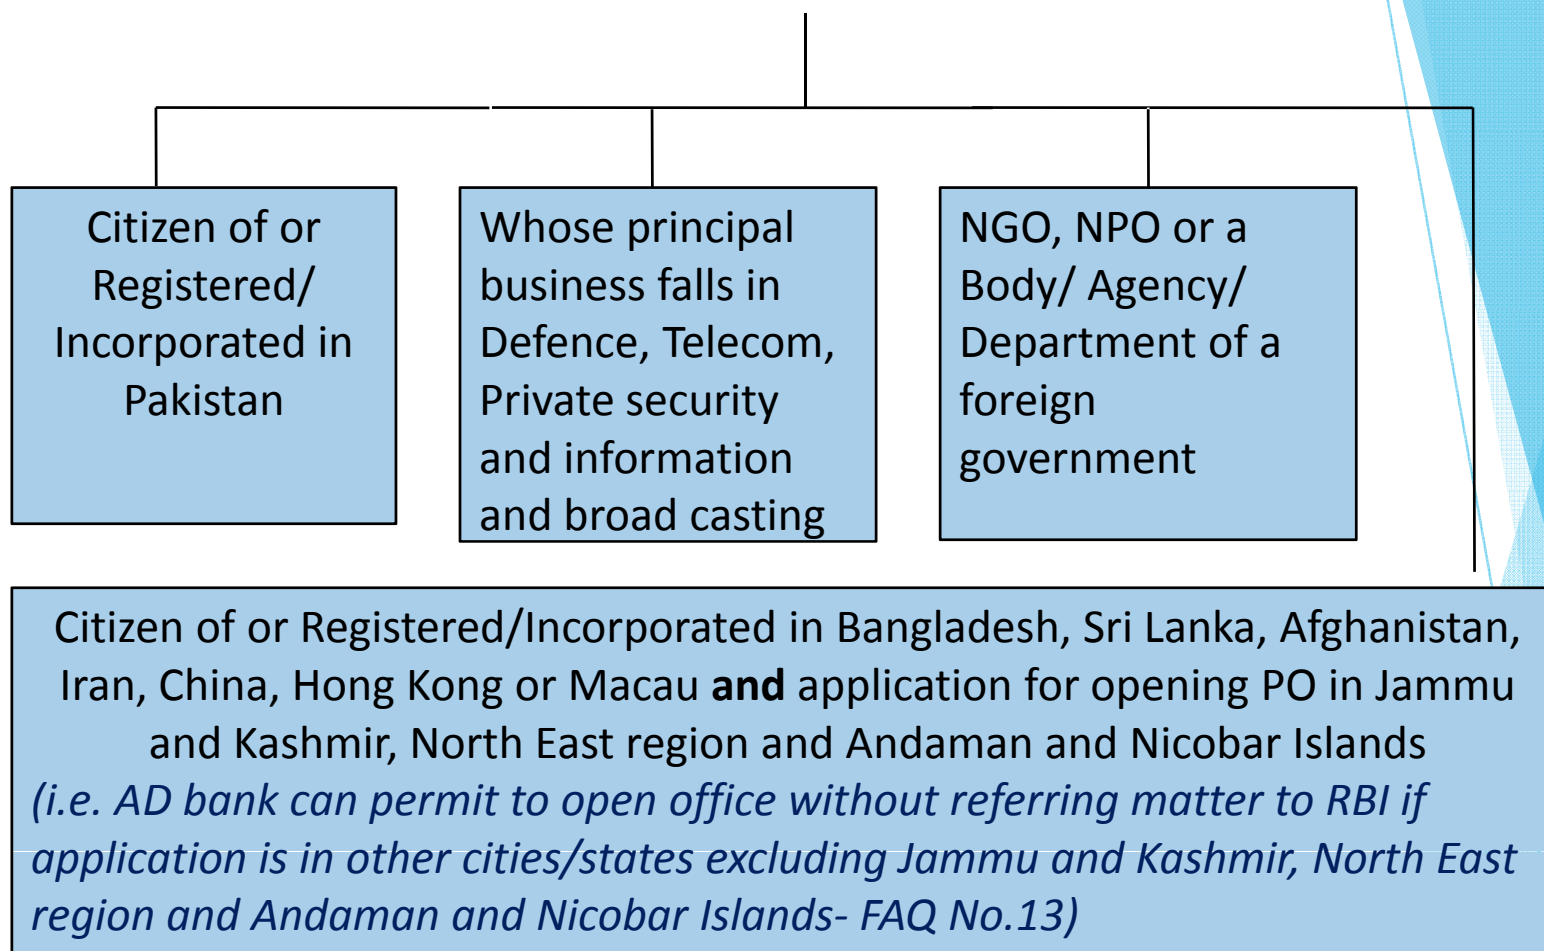 Citizen of or
Registered/
Incorporated in
Pakistan
Whose principal
business falls in
Defence, Telecom,
Private security
and information
and broad casting
NGO, NPO or a
Body/ Agency/
Department of a
foreign
government
Citizen of or Registered/Incorporated in Bangladesh, Sri Lanka, Afghanistan,
Iran, China, Hong Kong or Macau and application for opening PO in Jammu
and Kashmir, North East region and Andaman and Nicobar Islands
(i.e. AD bank can permit to open office without referring matter to RBI if
application is in other cities/states excluding Jammu and Kashmir, North East
region and Andaman and Nicobar Islands- FAQ No.13)